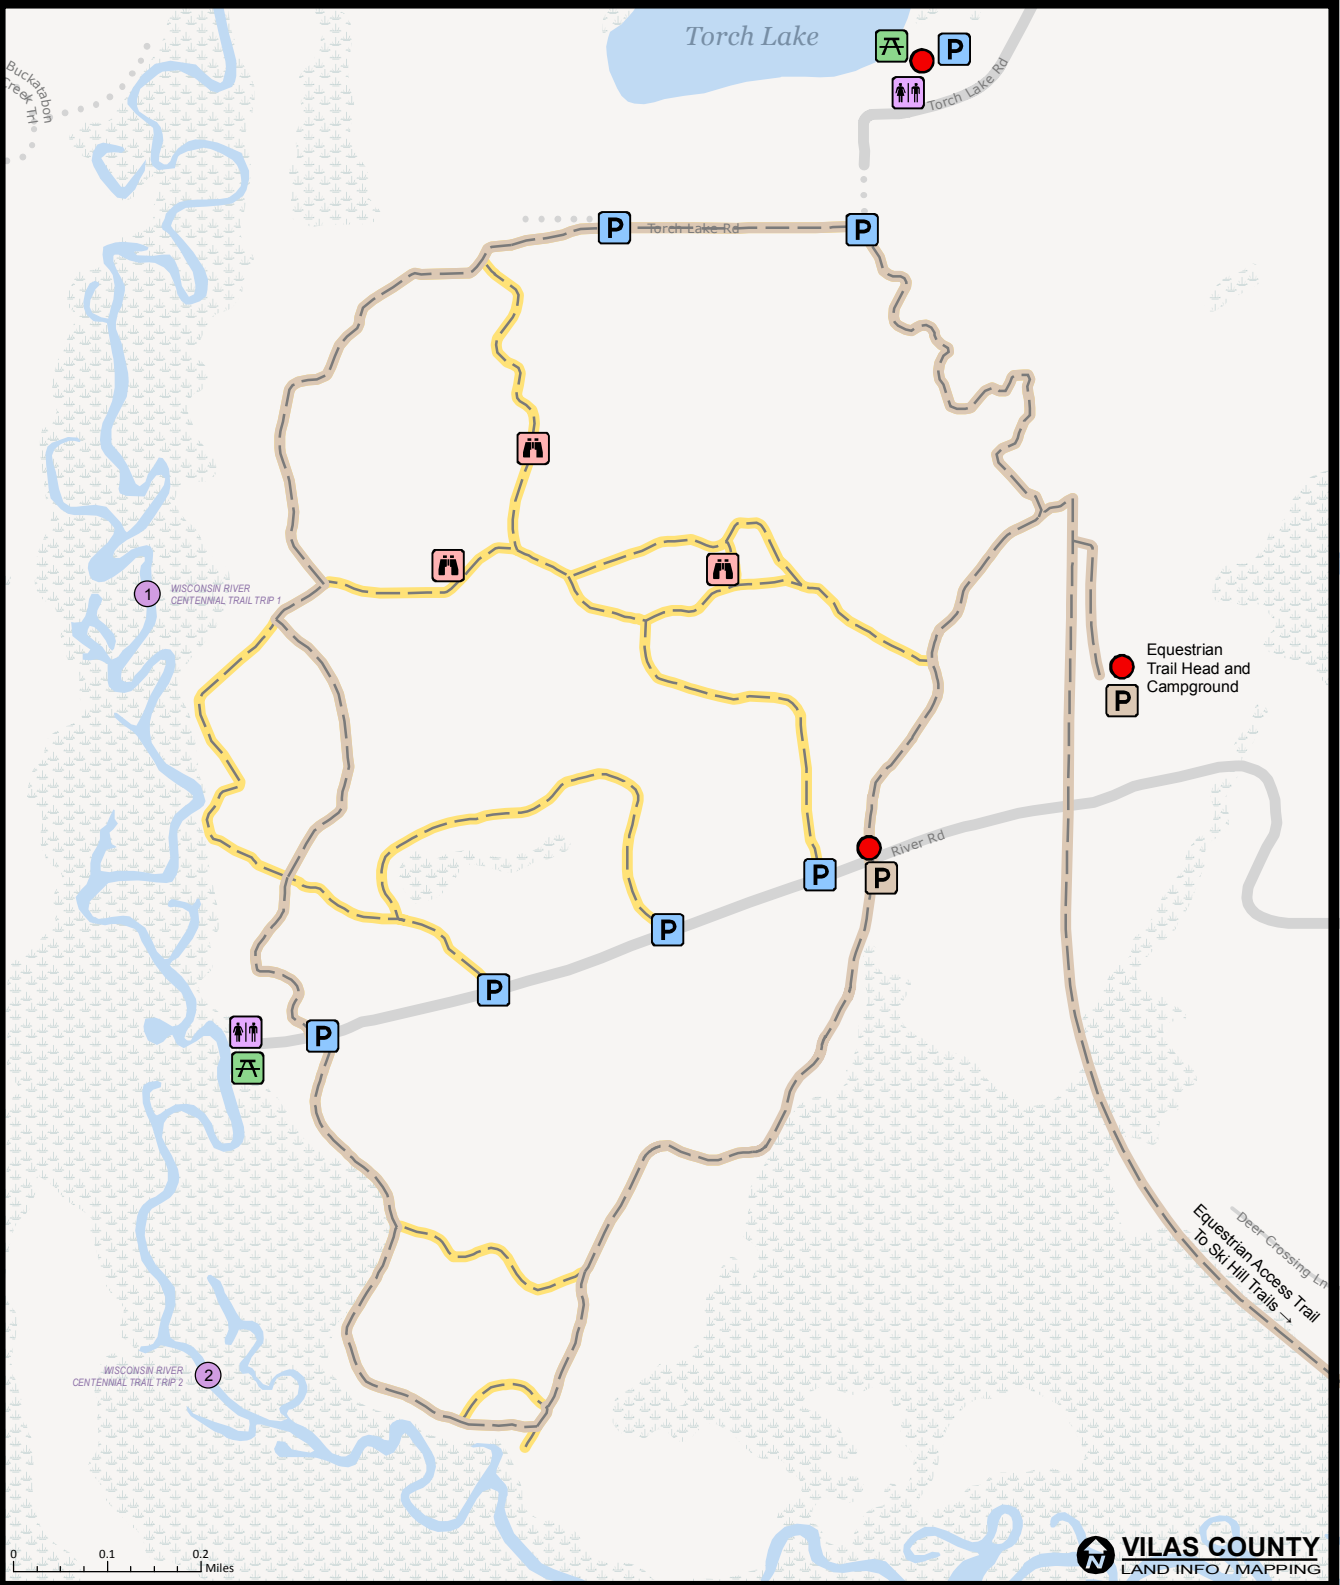 Torch Lake
P
Torch Lake Rd
Buckatabon
Creek Trl
P
Torch Lake Rd
P
1
WISCONSIN RIVER
CENTENNIAL TRAIL TRIP 1
Equestrian
Trail Head and
Campground
P
River Rd
P
P
P
P
P
Deer Crossing Ln
Equestrian Access Trail
To Ski Hill Trails →
WISCONSIN RIVER
CENTENNIAL TRAIL TRIP 2
2
0 0.1 0.2
Miles
N
VILAS COUNTY
LAND INFO / MAPPING